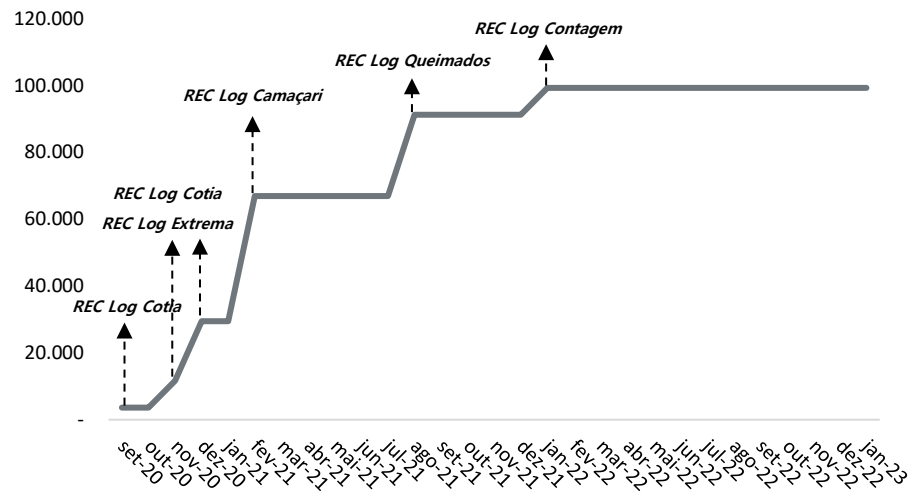 120.000
REC Log Contagem
REC Log Queimados
100.000
REC Log Camaçari
80.000
REC Log Cotia
60.000
REC Log Extrema
40.000
REC Log Cotia
20.000
-
set-20
out-20
nov-20
dez-20
jan-21
fev-21
mar-21
abr-21
mai-21
jun-21
jul-21
ago-21
set-21
out-21
nov-21
dez-21
jan-22
fev-22
mar-22
abr-22
mai-22
jun-22
jul-22
ago-22
set-22
out-22
nov-22
dez-22
jan-23